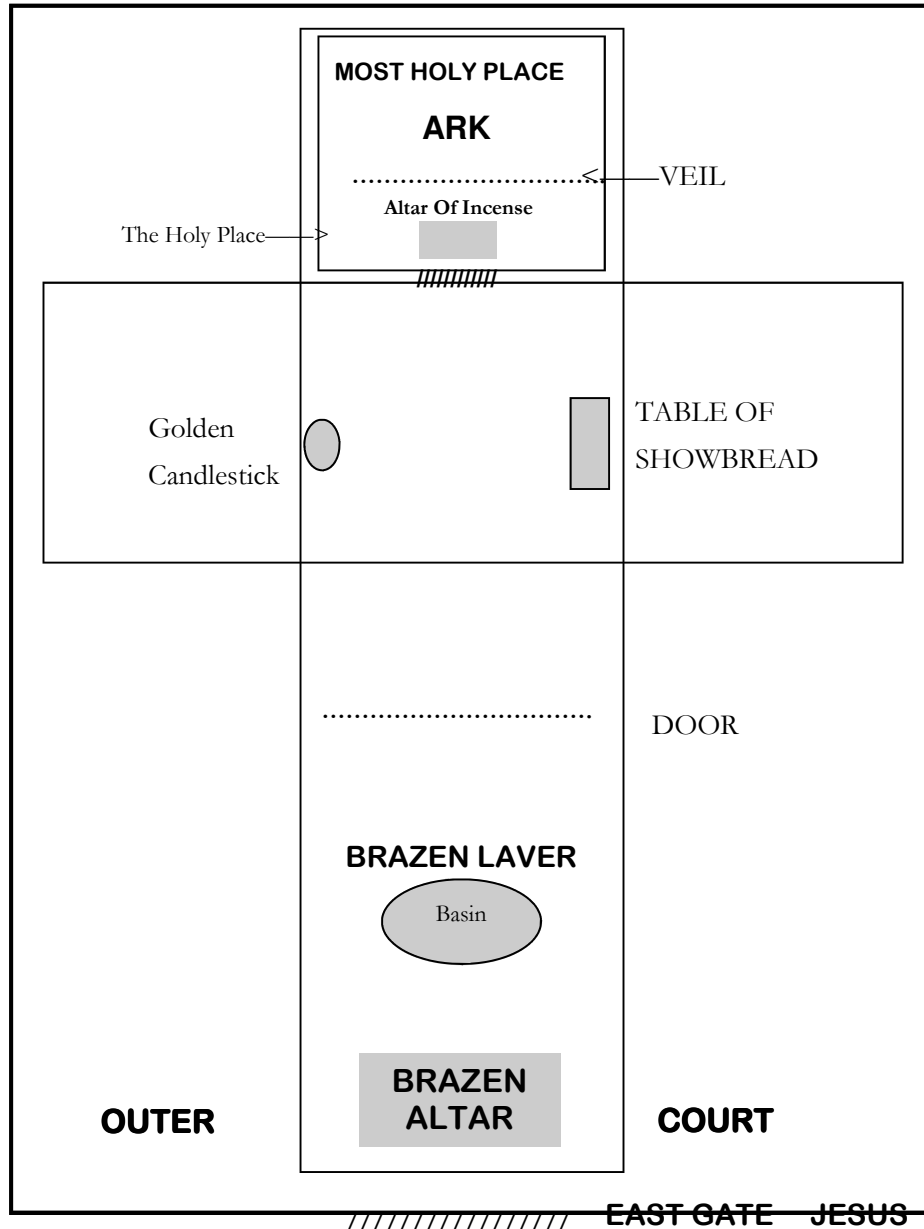 MOST HOLY PLACE
ARK
VEIL
Altar Of Incense
The Holy Place
Golden
Candlestick
TABLE OF
SHOWBREAD
DOOR
BRAZEN LAVER
Basin
BRAZEN
ALTAR
OUTER
COURT
EAST GATE JESUS